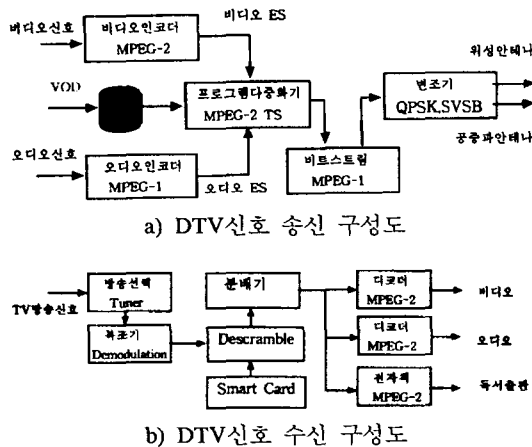 비디오신호
비디오인코더
MPEG-2
비디오 ES
VOD
프로그램다중화기
MPEG-2 TS
오디오신호
오디오인코더
MPEG-1
오디오 ES
비트스트림
MPEG-1
변조기
QPSK,SVSB
위성안테나
공중파안테나
a) DTV신호 송신 구성도
TV방송신호
방송선택
Tuner
복조기
Demodulation
분배기
Descramble
Smart Card
디코더
MPEG-2
비디오
디코더
MPEG-2
오디오
전자책
MPEG-2
독서출판
b) DTV신호 수신 구성도